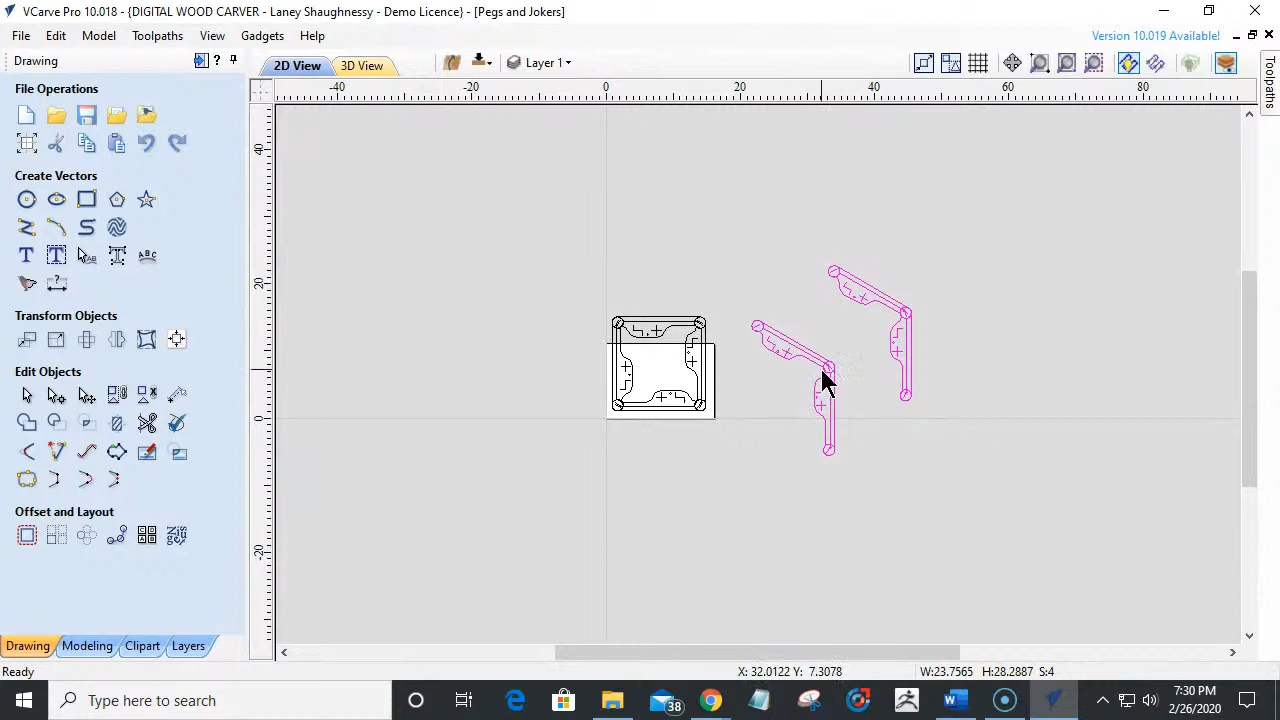 VCarve Pro 10.018 - {DIGITAL WOOD CARVER - Laney Shaughnessy - Demo Licence} - [Pegs and Jokers]
File Edit Model Toolpaths View Gadgets Help
Version 10.019 Available!
Drawing
?
2D View
3D View
Layer 1
Toolpaths
File Operations
Create Vectors
Transform Objects
Edit Objects
Offset and Layout
-40
-20
0
20
40
60
80
40
20
0
-20
Drawing
Modeling
Clipart
Layers
Ready
X: 32.0122 Y: 7.3078
W:23.7565 H:28.2887 S:4
Type here to search
38
7:30 PM
2/26/2020